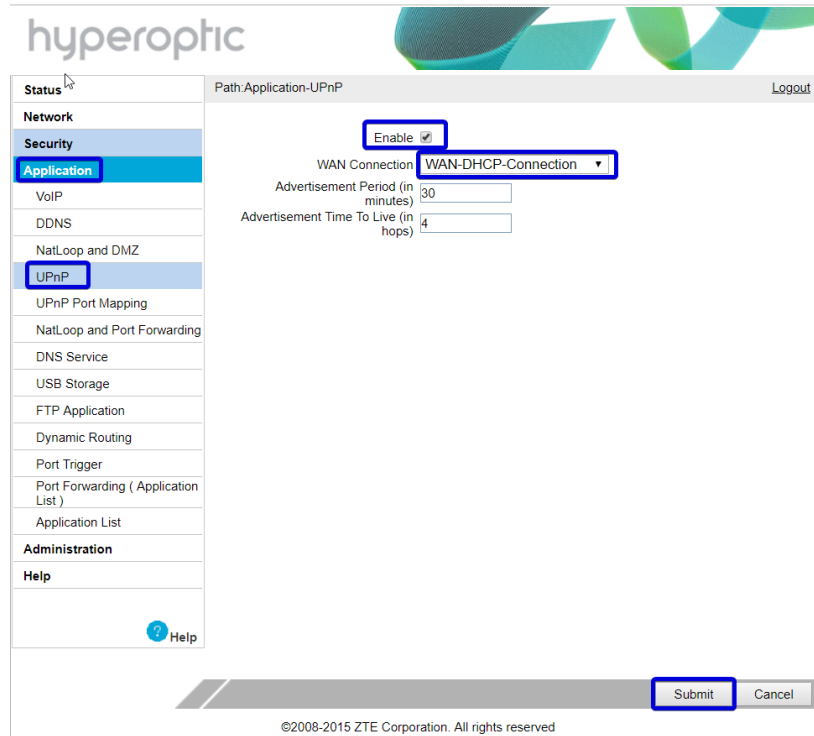 hyperoptic
Status
Path:Application-UPnP
Logout
Network
Security
Application
VoIP
DDNS
NatLoop and DMZ
UPnP
UPnP Port Mapping
NatLoop and Port Forwarding
DNS Service
USB Storage
FTP Application
Dynamic Routing
Port Trigger
Port Forwarding ( Application
List )
Application List
Administration
Help
? Help
Enable
WAN Connection WAN-DHCP-Connection
Advertisement Period (in
minutes) 30
Advertisement Time To Live (in
hops) 4
Submit
Cancel
©2008-2015 ZTE Corporation. All rights reserved